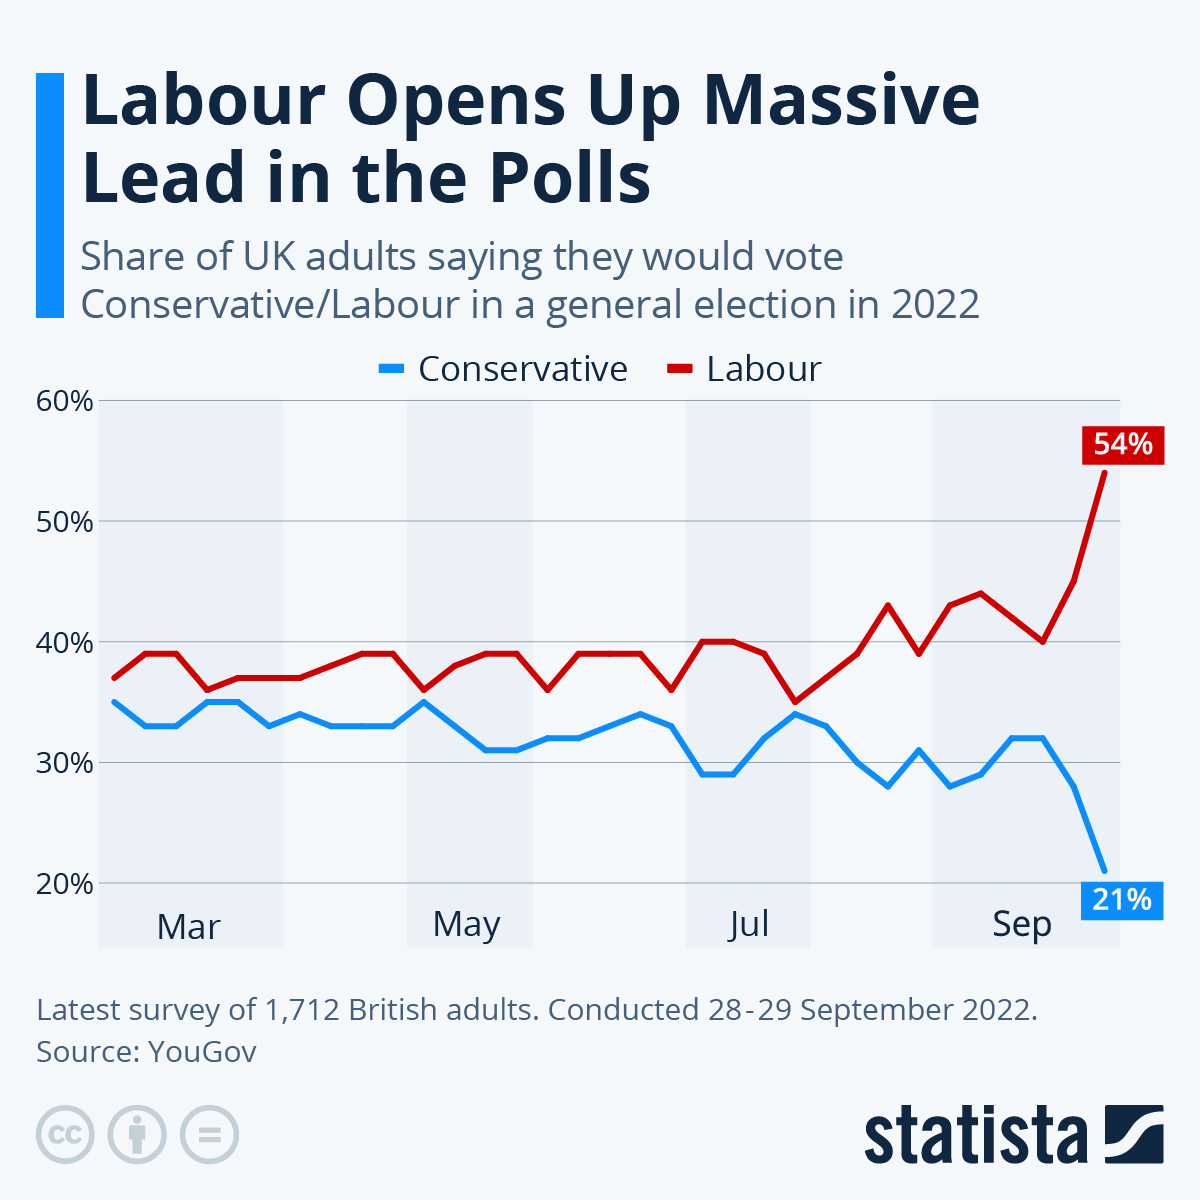 Labour Opens Up Massive
Lead in the Polls
Share of UK adults saying they would vote
Conservative/Labour in a general election in 2022
Conservative Labour
60%
54%
50%
40%
30%
20%
21%
Mar May Jul Sep
Latest survey of 1,712 British adults. Conducted 28-29 September 2022.
Source: YouGov
cc
statista